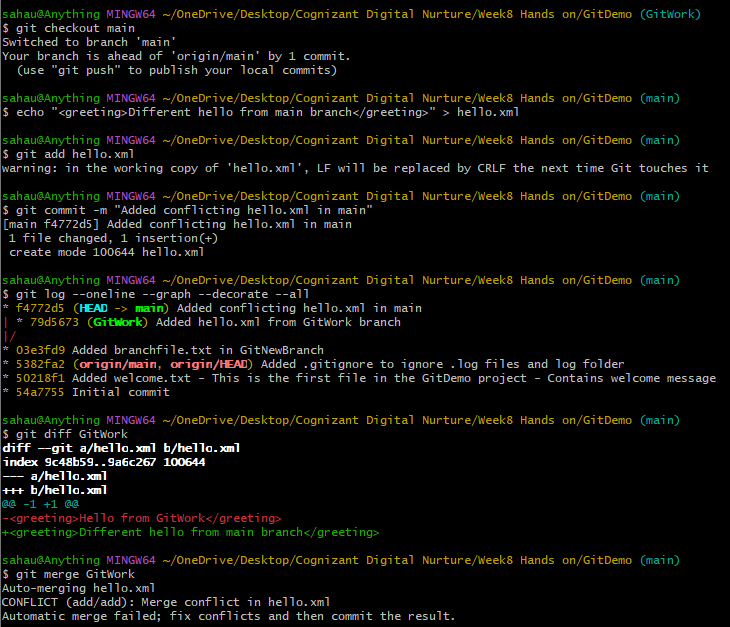 sahau@Anything MINGW64 ~/OneDrive/Desktop/Cognizant Digital Nurture/Week8 Hands on/GitDemo (GitWork)
$ git checkout main
Switched to branch 'main'
Your branch is ahead of 'origin/main' by 1 commit.
  (use "git push" to publish your local commits)
sahau@Anything MINGW64 ~/OneDrive/Desktop/Cognizant Digital Nurture/Week8 Hands on/GitDemo (main)
$ echo "<greeting>Different hello from main branch</greeting>" > hello.xml
sahau@Anything MINGW64 ~/OneDrive/Desktop/Cognizant Digital Nurture/Week8 Hands on/GitDemo (main)
$ git add hello.xml
warning: in the working copy of 'hello.xml', LF will be replaced by CRLF the next time Git touches it
sahau@Anything MINGW64 ~/OneDrive/Desktop/Cognizant Digital Nurture/Week8 Hands on/GitDemo (main)
$ git commit -m "Added conflicting hello.xml in main"
[main f4772d5] Added conflicting hello.xml in main
 1 file changed, 1 insertion(+)
 create mode 100644 hello.xml
sahau@Anything MINGW64 ~/OneDrive/Desktop/Cognizant Digital Nurture/Week8 Hands on/GitDemo (main)
$ git log --oneline --graph --decorate --all
* f4772d5 (HEAD -> main) Added conflicting hello.xml in main
| * 79d5673 (GitWork) Added hello.xml from GitWork branch
|/
* 03e3fd9 Added branchfile.txt in GitNewBranch
* 5382fa2 (origin/main, origin/HEAD) Added .gitignore to ignore .log files and log folder
* 50218f1 Added welcome.txt - This is the first file in the GitDemo project - Contains welcome message
* 54a7755 Initial commit
sahau@Anything MINGW64 ~/OneDrive/Desktop/Cognizant Digital Nurture/Week8 Hands on/GitDemo (main)
$ git diff GitWork
diff --git a/hello.xml b/hello.xml
index 9c48b59..9a6c267 100644
--- a/hello.xml
+++ b/hello.xml
@@ -1 +1 @@
-<greeting>Hello from GitWork</greeting>
+<greeting>Different hello from main branch</greeting>
sahau@Anything MINGW64 ~/OneDrive/Desktop/Cognizant Digital Nurture/Week8 Hands on/GitDemo (main)
$ git merge GitWork
Auto-merging hello.xml
CONFLICT (add/add): Merge conflict in hello.xml
Automatic merge failed; fix conflicts and then commit the result.